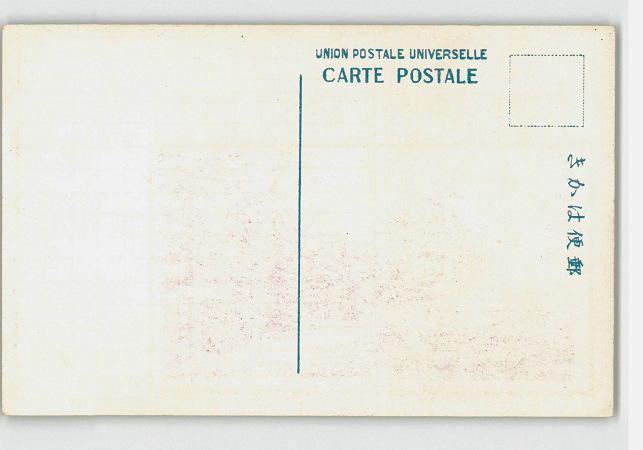 UNION POSTALE UNIVERSELLE
CARTE POSTALE
きかは便郵